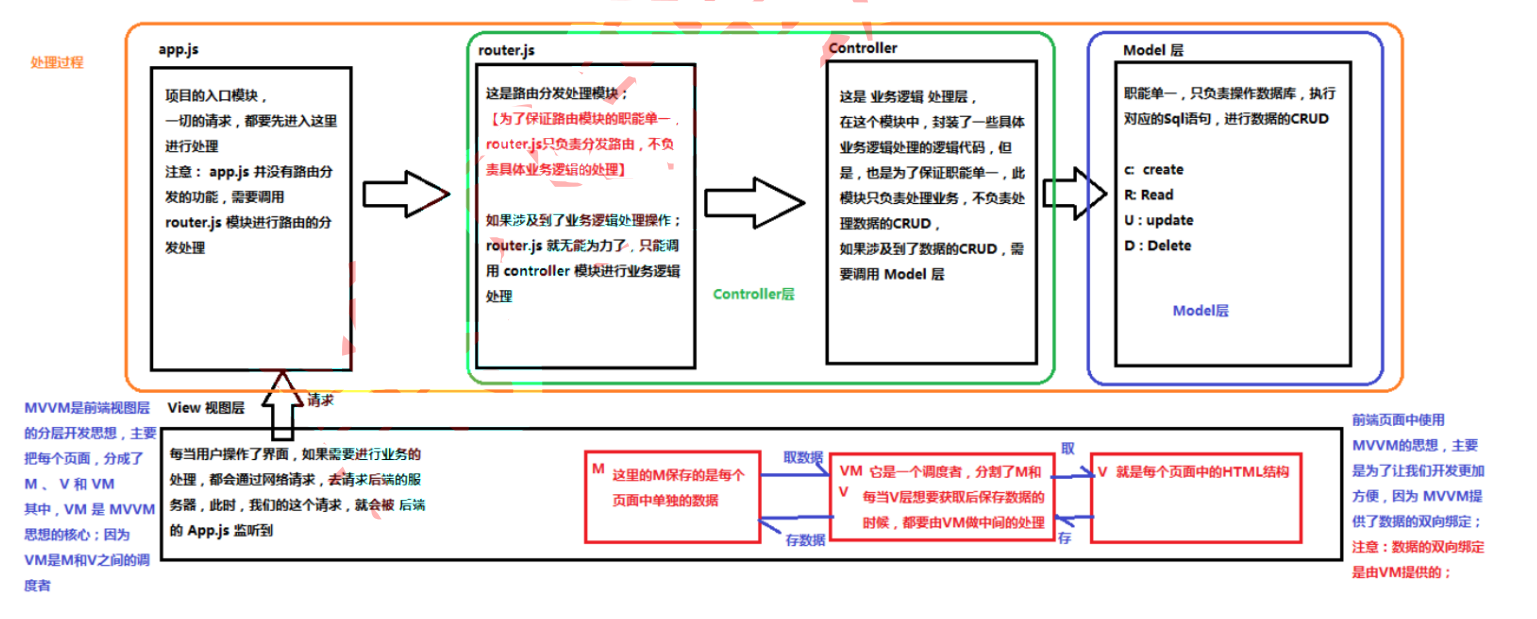 处理过程
app.js
项目的入口模块，
一切的请求，都要先进入这里
进行处理
注意： app.js 并没有路由分
发的功能，需要调用
router.js 模块进行路由的分
发处理
router.js
这是路由分发处理模块；
【为了保证路由模块的职能单一，
router.js只负责分发路由，不负
责具体业务逻辑的处理】
如果涉及到了业务逻辑处理操作；
router.js 就无能为力了，只能调
用 controller 模块进行业务逻辑
处理
Controller层
Controller
这是 业务逻辑 处理层，
在这个模块中，封装了一些具体
业务逻辑处理的逻辑代码，但
是，也是为了保证职能单一，此
模块只负责处理业务，不负责处
理数据的CRUD，
如果涉及到了数据的CRUD，需
要调用 Model 层
Model 层
职能单一，只负责操作数据库，执行
对应的Sql语句，进行数据的CRUD
c: create
R: Read
U : update
D : Delete
Model层
请求
MVVM是前端视图层
的分层开发思想，主要
把每个页面，分成了
M 、 V 和 VM
其中，VM 是 MVVM
思想的核心；因为
VM是M和V之间的调
度者
View 视图层
每当用户操作了界面，如果需要进行业务的
处理，都会通过网络请求，去请求后端的服
务器，此时，我们的这个请求，就会被 后端
的 App.js 监听到
M 这里的M保存的是每个
页面中单独的数据
取数据
存数据
VM 它是一个调度者，分割了M和
V 每当V层想要获取后保存数据的
时候，都要由VM做中间的处理
取
存
V 就是每个页面中的HTML结构
前端页面中使用
MVVM的思想，主要
是为了让我们开发更加
方便，因为 MVVM提
供了数据的双向绑定；
注意：数据的双向绑定
是由VM提供的；